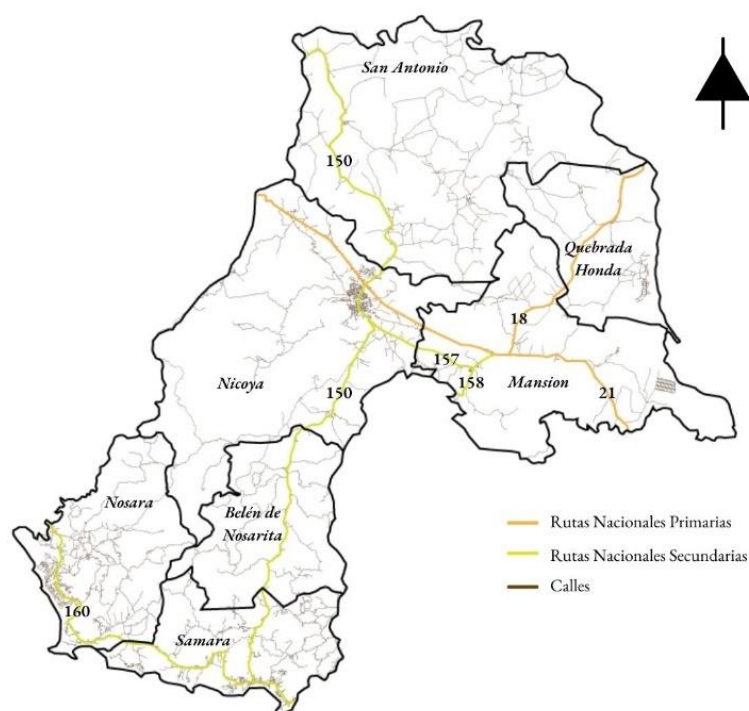 San Antonio
150
Quebrada
Honda
18
157
Nicoya
150
158
Mansion
21
Nosara
Belén de
Nosarita
160
Samara
Rutas Nacionales Primarias
Rutas Nacionales Secundarias
Calles